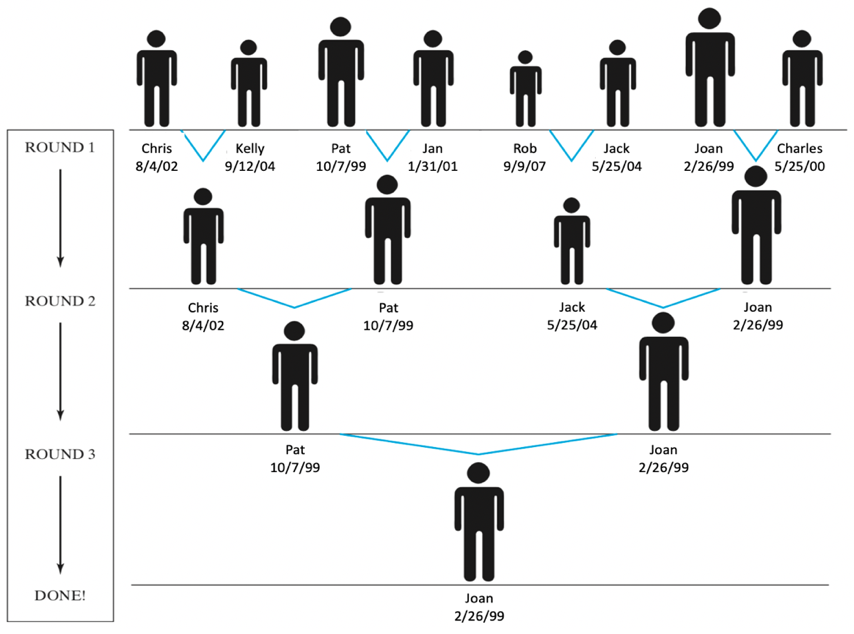 ROUND 1
Chris Kelly Pat Jan Rob Jack Joan Charles
8/4/02 9/12/04 10/7/99 1/31/01 9/9/07 5/25/04 2/26/99 5/25/00
ROUND 2
Chris Pat Jack Joan
8/4/02 10/7/99 5/25/04 2/26/99
ROUND 3
Pat Joan
10/7/99 2/26/99
DONE!
Joan
2/26/99